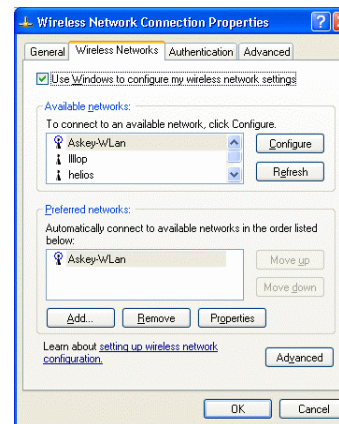 Wireless Network Connection Properties
General Wireless Networks Authentication Advanced
Use Windows to configure my wireless network settings
Available networks:
To connect to an available network, click Configure.
Askey-WLan
Configure
llllop
helios
Refresh
Preferred networks:
Automatically connect to available networks in the order listed
below:
Askey-WLan
Move up
Move down
Add... Remove Properties
Learn about setting up wireless network
configuration.
Advanced
OK Cancel